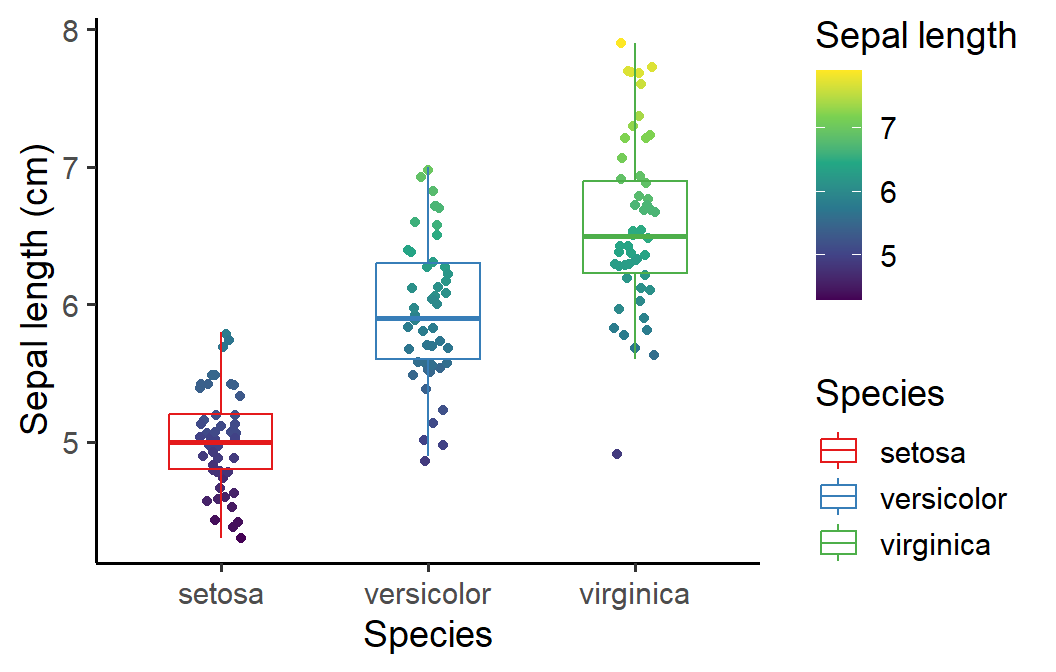 Sepal length (cm)
8
7
6
5
setosa
versicolor
virginica
Species
Sepal length
7
6
5
Species
setosa
versicolor
virginica